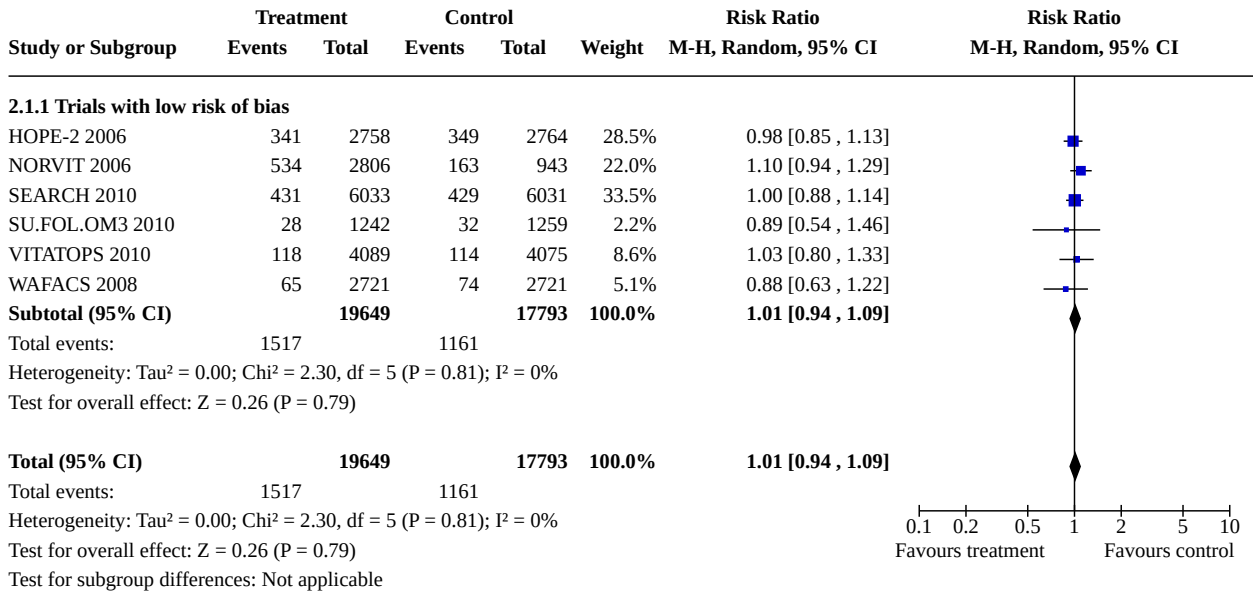 Treatment Control Risk Ratio Risk Ratio
Study or Subgroup Events Total Events Total Weight M-H, Random, 95% CI M-H, Random, 95% CI
2.1.1 Trials with low risk of bias
HOPE-2 2006 341 2758 349 2764 28.5% 0.98 [0.85 , 1.13]
NORVIT 2006 534 2806 163 943 22.0% 1.10 [0.94 , 1.29]
SEARCH 2010 431 6033 429 6031 33.5% 1.00 [0.88 , 1.14]
SU.FOL.OM3 2010 28 1242 32 1259 2.2% 0.89 [0.54 , 1.46]
VITATOPS 2010 118 4089 114 4075 8.6% 1.03 [0.80 , 1.33]
WAFACS 2008 65 2721 74 2721 5.1% 0.88 [0.63 , 1.22]
Subtotal (95% CI) 19649 17793 100.0% 1.01 [0.94 , 1.09]
Total events: 1517 1161
Heterogeneity: Tau² = 0.00; Chi² = 2.30, df = 5 (P = 0.81); I² = 0%
Test for overall effect: Z = 0.26 (P = 0.79)
Total (95% CI) 19649 17793 100.0% 1.01 [0.94 , 1.09]
Total events: 1517 1161
Heterogeneity: Tau² = 0.00; Chi² = 2.30, df = 5 (P = 0.81); I² = 0%
Test for overall effect: Z = 0.26 (P = 0.79)
Test for subgroup differences: Not applicable
0.1 0.2 0.5 1 2 5 10
Favours treatment Favours control